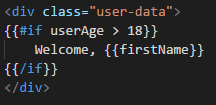 <div class="user-data">
{{#if userAge > 18}}
    Welcome, {{firstName}}
{{/if}}
</div>